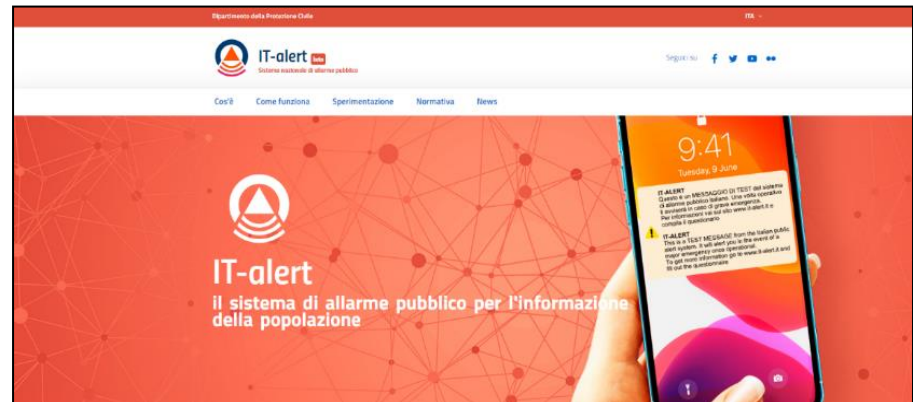 Dipartimento della Protezione Civile
ITA
IT-alert beta
Sistema nazionale di allarme pubblico
Seguici su
Cos'è Come funziona Sperimentazione Normativa News
9:41
Tuesday, 9 June
IT-ALERT
Questo è un MESSAGGIO DI TEST del sistema
di allarme pubblico italiano. Una volta operativo
ti avviserà in caso di grave emergenza.
Per informazioni vai sul sito www.it-alert.it e
compila il questionario
IT-ALERT
This is a TEST MESSAGE from the Italian public
alert system. It will alert you in the event of a
major emergency once operational.
To get more information go to www.it-alert.it and
fill out the questionnaire
IT-alert
il sistema di allarme pubblico per l'informazione
della popolazione